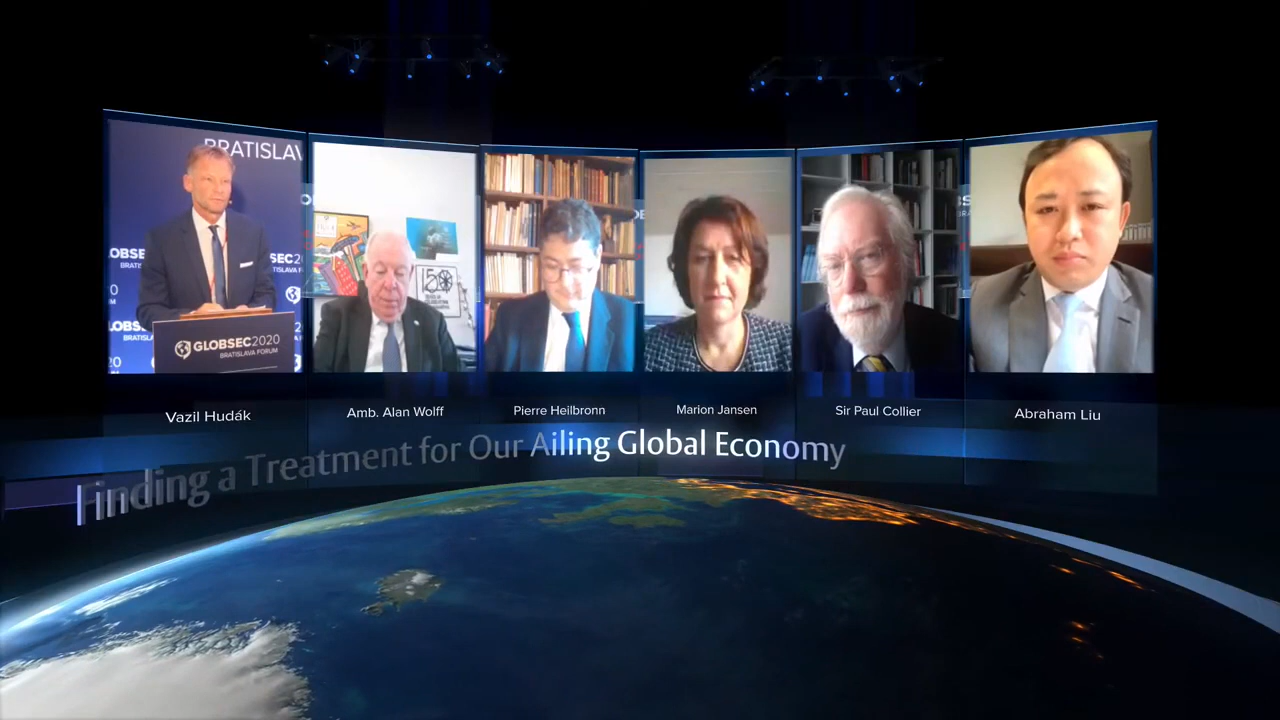 BRATISLAV
GLOBSEC2020
BRATISLAVA FORUM
150
Vazil Hudák
Amb. Alan Wolff
Pierre Heilbronn
Marion Jansen
Sir Paul Collier
Abraham Liu
Finding a Treatment for Our Ailing Global Economy